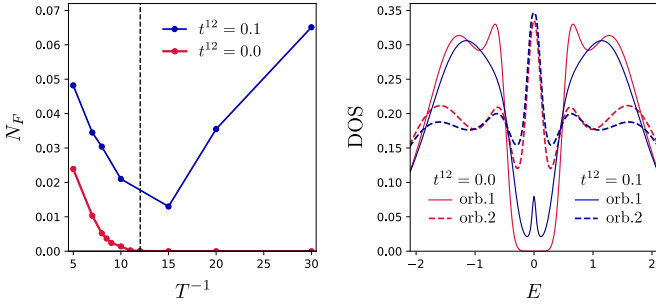 0.07
0.06
0.05
0.04
0.03
0.02
0.01
0.00
N_F
t^{12} = 0.1
t^{12} = 0.0
5 10 15 20 25 30
T^{-1}
0.35
0.30
0.25
0.20
0.15
0.10
0.05
0.00
DOS
t^{12} = 0.0
orb.1
orb.2
t^{12} = 0.1
orb.1
orb.2
-2 -1 0 1 2
E